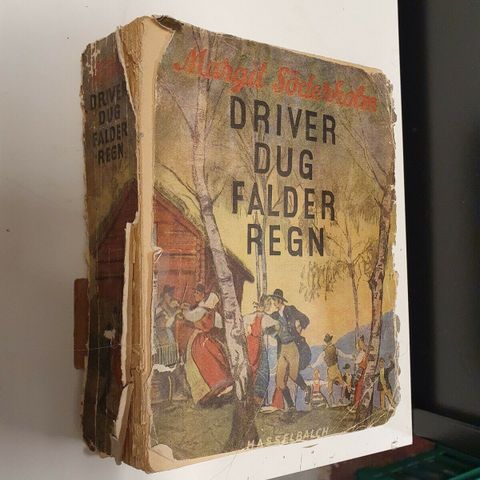 Margit Söderholm
DRIVER
DUG
FALDER
REGN
HASSELBALCH
DRIVER
DUG
FALDER
REGN